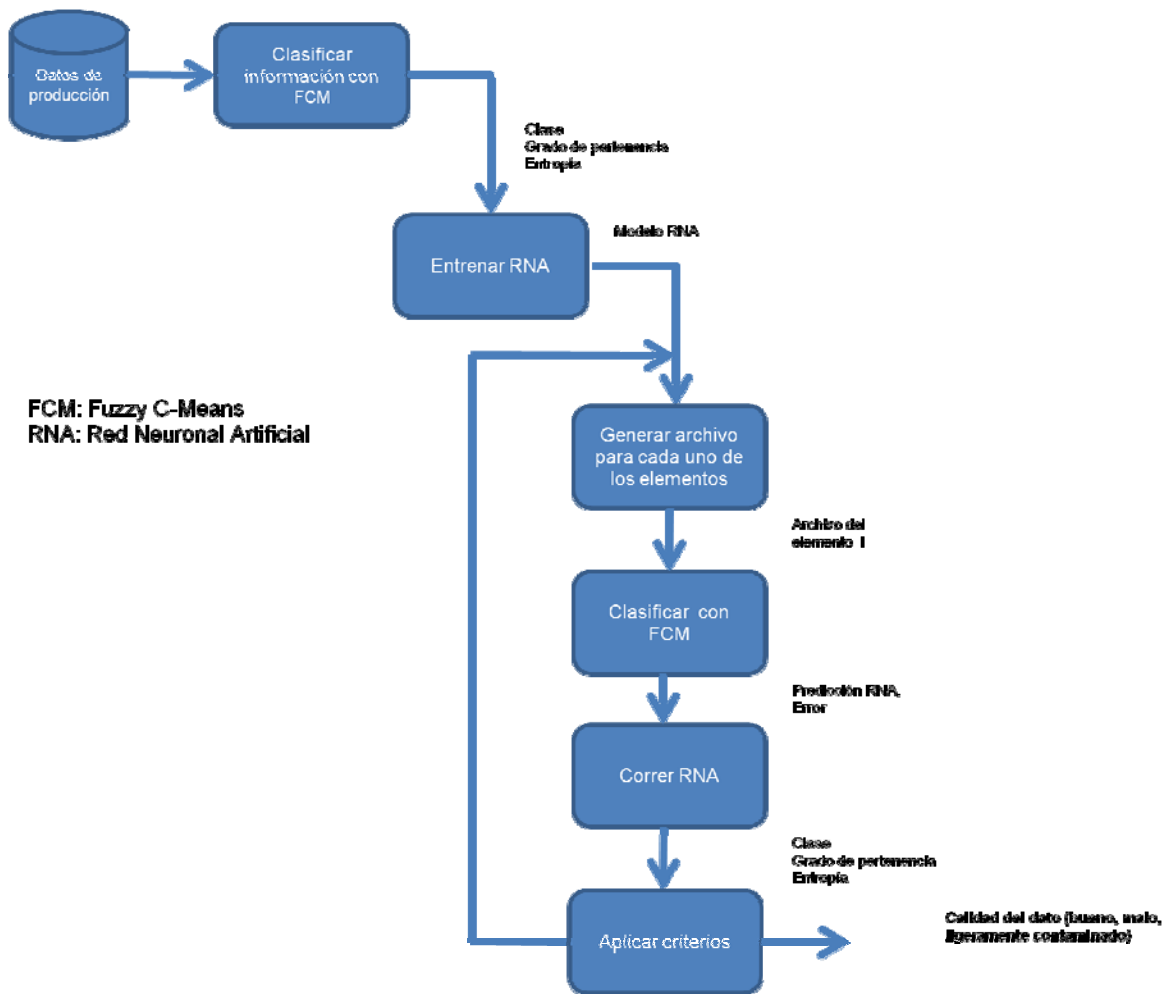 Datos de
producción
Clasificar
información con
FCM
Clase
Grado de pertenencia
Entropía
Entrenar RNA
Modelo RNA
FCM: Fuzzy C-Means
RNA: Red Neuronal Artificial
Generar archivo
para cada uno de
los elementos
Archivo del
elemento I
Clasificar con
FCM
Predicción RNA,
Error
Correr RNA
Clase
Grado de pertenencia
Entropía
Aplicar criterios
Calidad del dato (bueno, malo,
ligeramente contaminado)